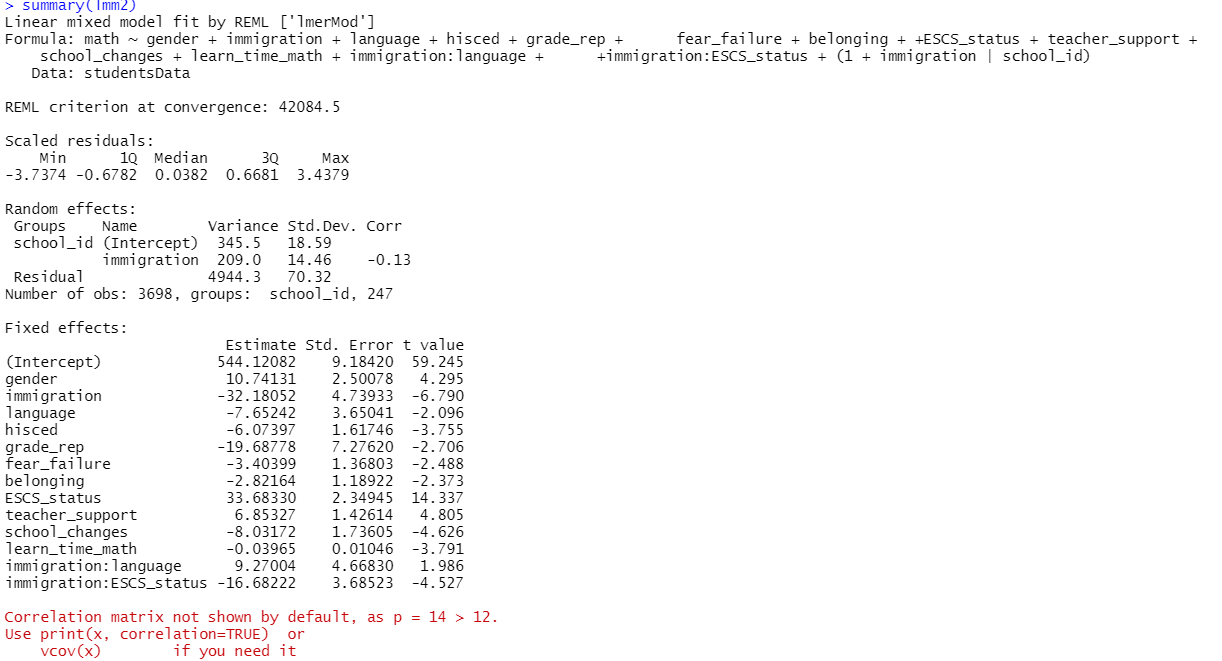 > summary(lmm2)
Linear mixed model fit by REML ['lmerMod']
Formula: math ~ gender + immigration + language + hisced + grade_rep +      fear_failure + belonging + +ESCS_status + teacher_support +
    school_changes + learn_time_math + immigration:language +      +immigration:ESCS_status + (1 + immigration | school_id)
   Data: studentsData

REML criterion at convergence: 42084.5

Scaled residuals:
    Min      1Q  Median      3Q     Max
-3.7374 -0.6782  0.0382  0.6681  3.4379

Random effects:
 Groups    Name        Variance Std.Dev. Corr
 school_id (Intercept)  345.5   18.59
           immigration  209.0   14.46    -0.13
 Residual              4944.3   70.32
Number of obs: 3698, groups:  school_id, 247

Fixed effects:
                         Estimate Std. Error t value
(Intercept)             544.12082    9.18420  59.245
gender                   10.74131    2.50078   4.295
immigration             -32.18052    4.73933  -6.790
language                 -7.65242    3.65041  -2.096
hisced                   -6.07397    1.61746  -3.755
grade_rep               -19.68778    7.27620  -2.706
fear_failure             -3.40399    1.36803  -2.488
belonging                -2.82164    1.18922  -2.373
ESCS_status              33.68330    2.34945  14.337
teacher_support           6.85327    1.42614   4.805
school_changes           -8.03172    1.73605  -4.626
learn_time_math          -0.03965    0.01046  -3.791
immigration:language      9.27004    4.66830   1.986
immigration:ESCS_status -16.68222    3.68523  -4.527

Correlation matrix not shown by default, as p = 14 > 12.
Use print(x, correlation=TRUE)  or
    vcov(x)        if you need it